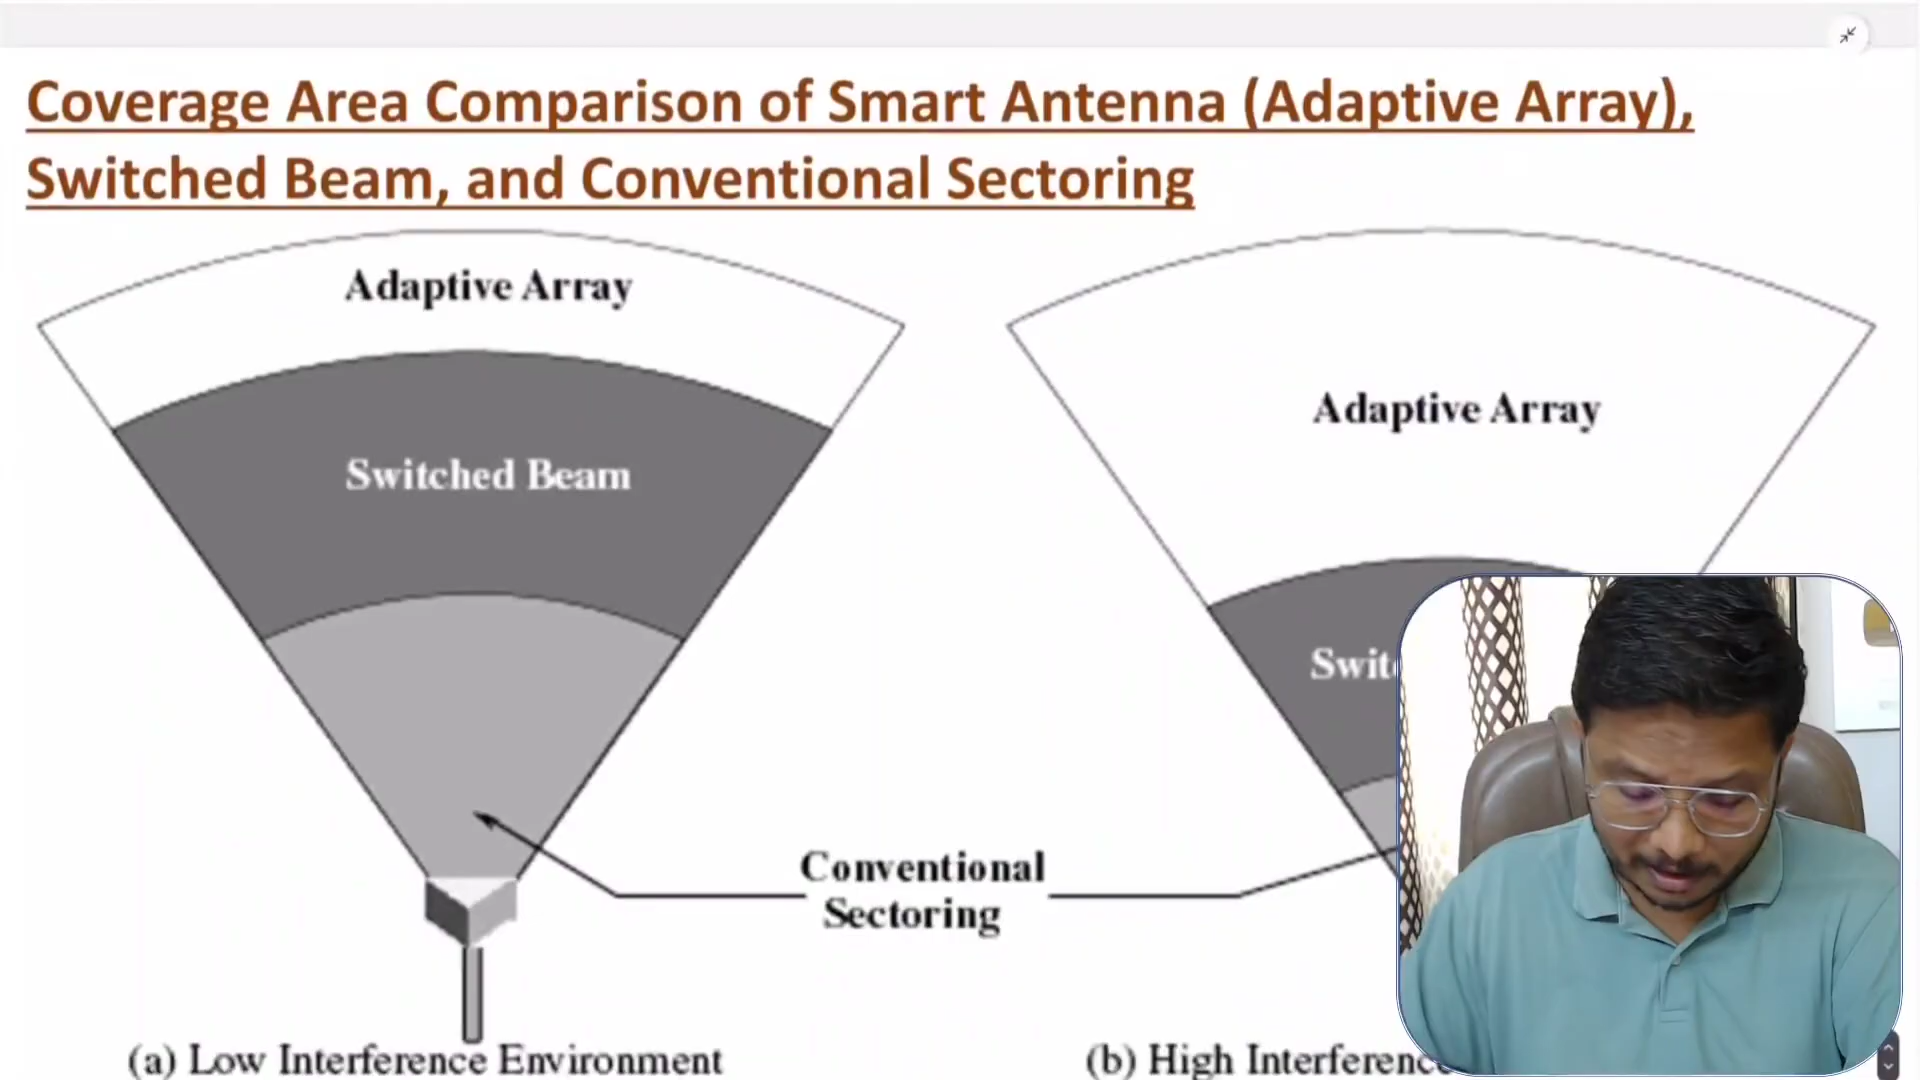 Coverage Area Comparison of Smart Antenna (Adaptive Array),
Switched Beam, and Conventional Sectoring
Adaptive Array
Switched Beam
Adaptive Array
Conventional
Sectoring
(a) Low Interference Environment
(b) High